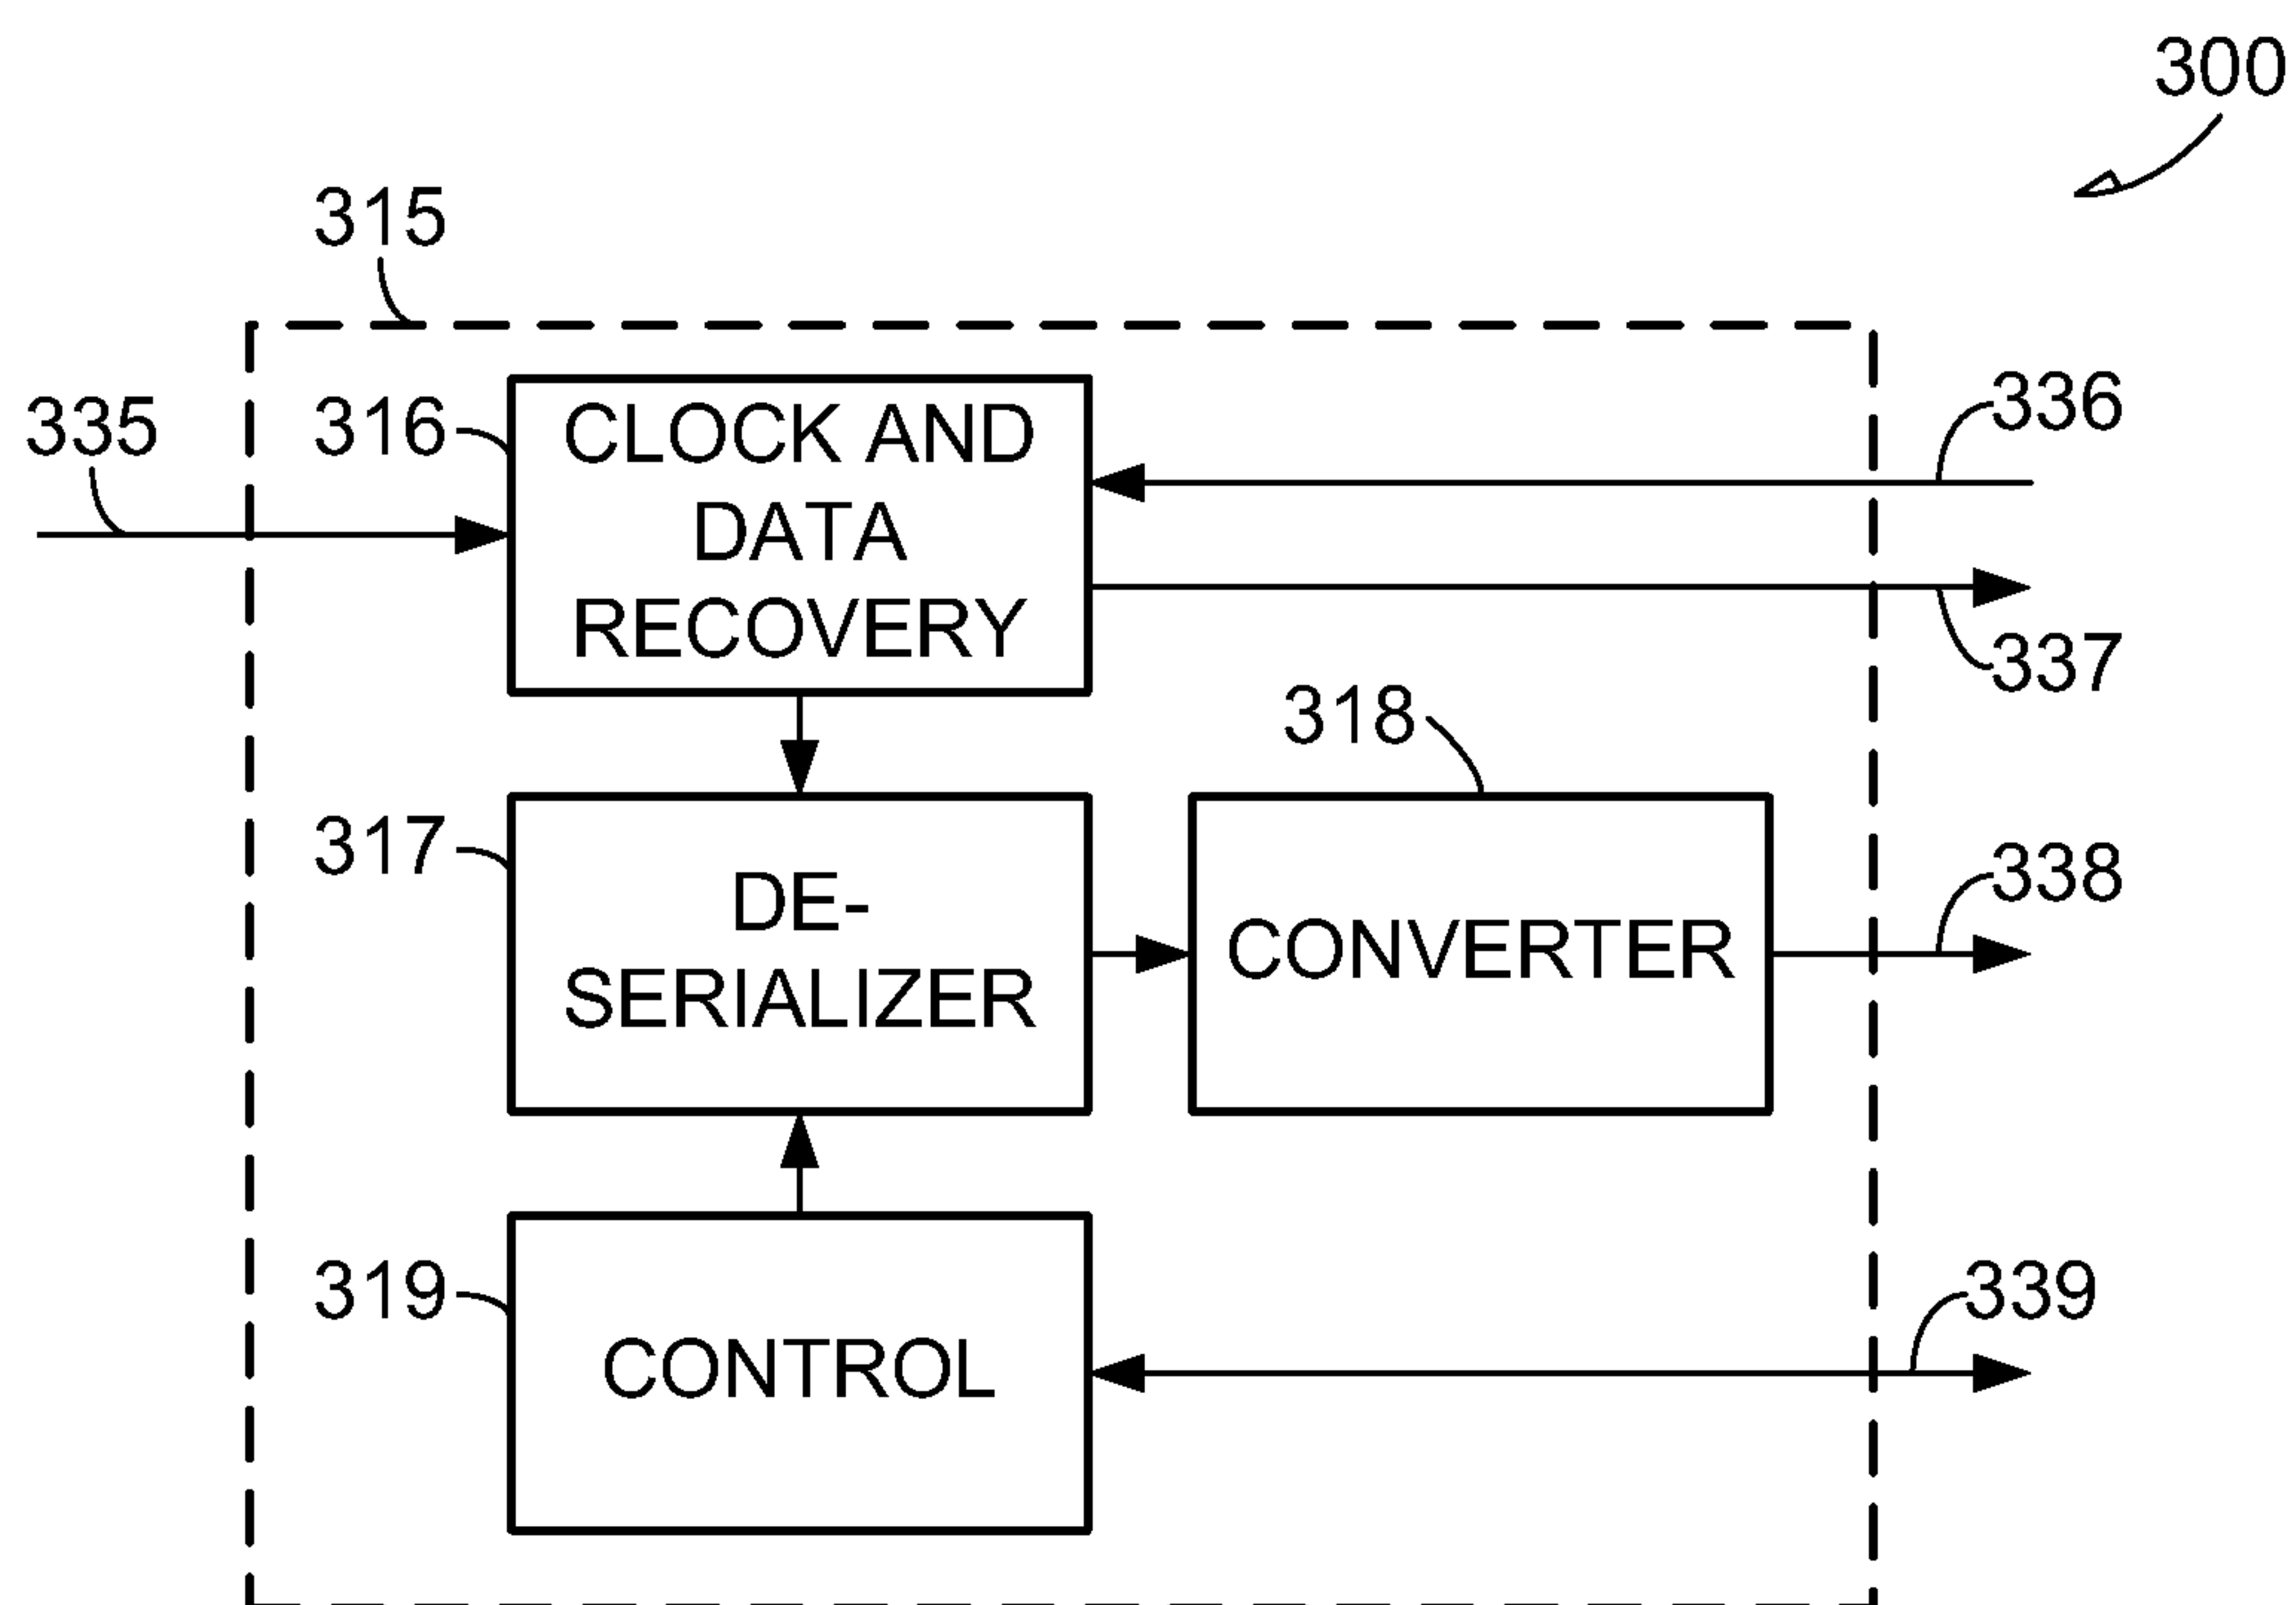 300
315
335
316
CLOCK AND
DATA
RECOVERY
336
337
318
317
DE-
SERIALIZER
CONVERTER
338
319
CONTROL
339